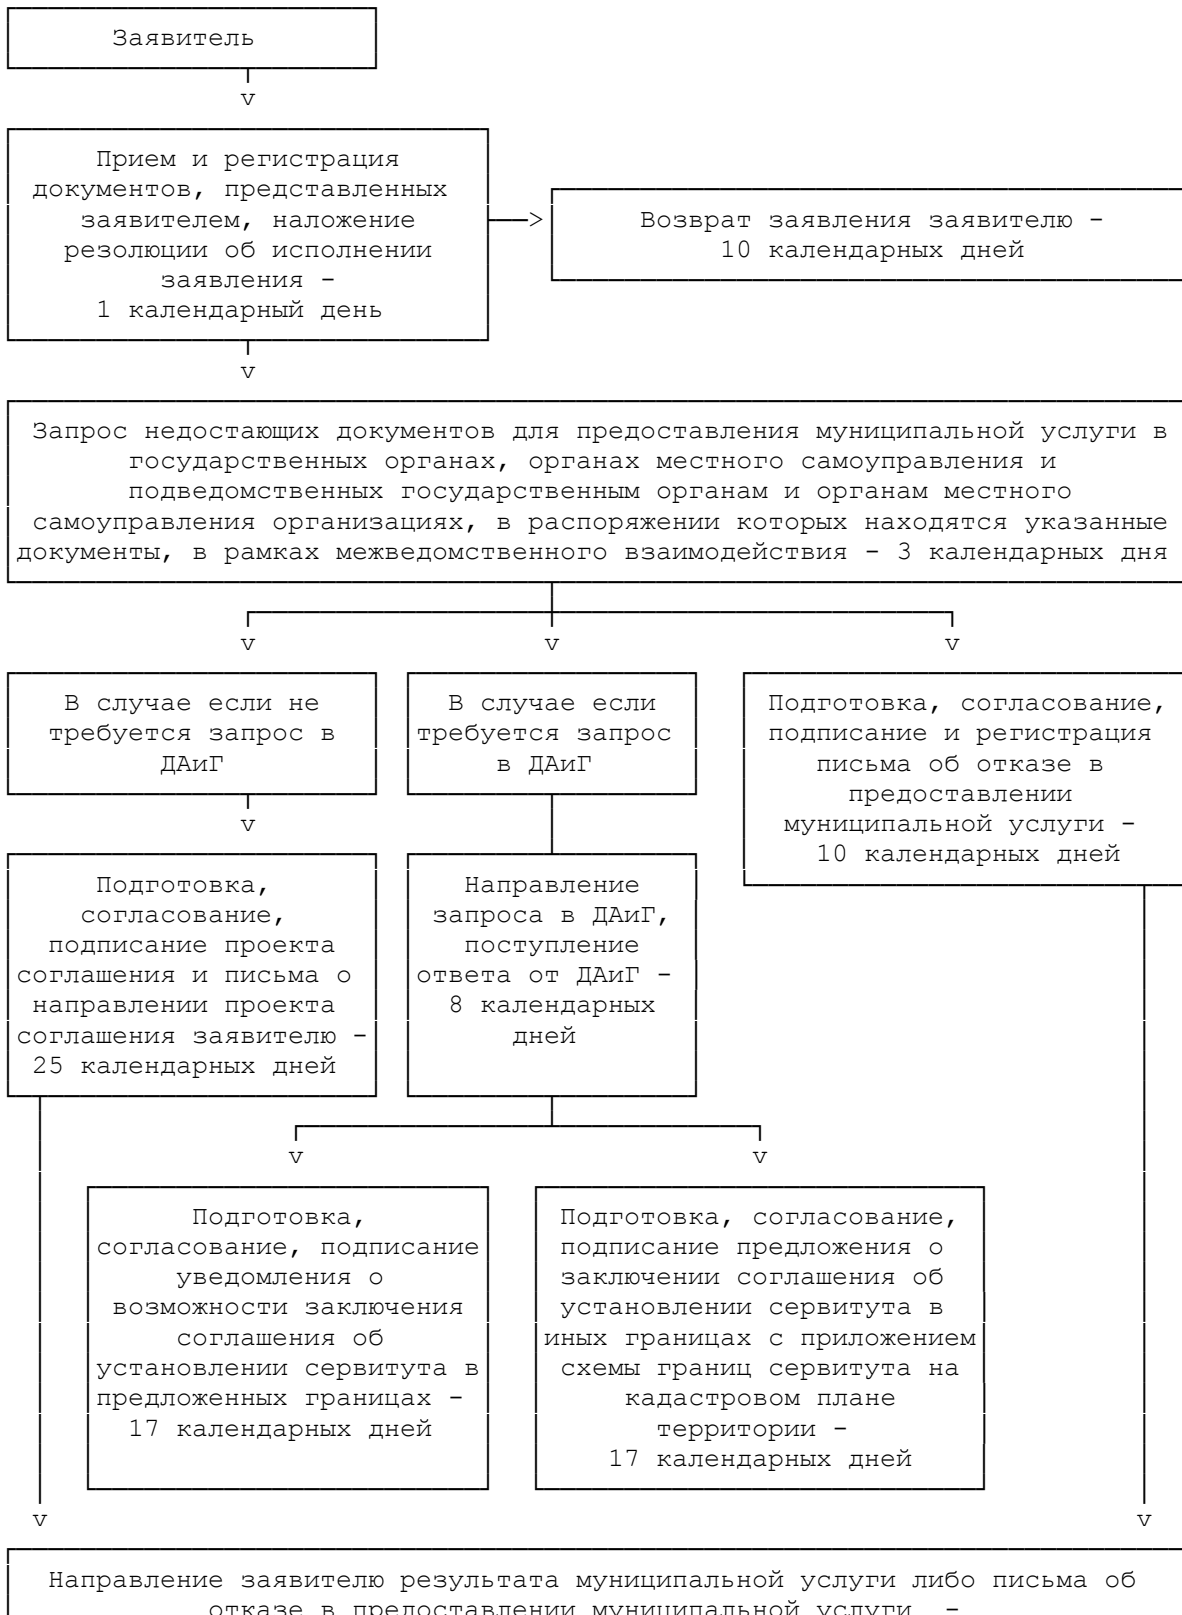 Заявитель
v
Прием и регистрация
документов, представленных
заявителем, наложение
резолюции об исполнении
заявления -
1 календарный день
>
Возврат заявления заявителю -
10 календарных дней
v
Запрос недостающих документов для предоставления муниципальной услуги в
государственных органах, органах местного самоуправления и
подведомственных государственным органам и органам местного
самоуправления организациях, в распоряжении которых находятся указанные
документы, в рамках межведомственного взаимодействия - 3 календарных дня
v v v
В случае если не
требуется запрос в
ДАиГ
v
В случае если
требуется запрос
в ДАиГ
Подготовка, согласование,
подписание и регистрация
письма об отказе в
предоставлении
муниципальной услуги -
10 календарных дней
Подготовка,
согласование,
подписание проекта
соглашения и письма о
направлении проекта
соглашения заявителю -
25 календарных дней
Направление
запроса в ДАиГ,
поступление
ответа от ДАиГ -
8 календарных
дней
v v
Подготовка,
согласование, подписание
уведомления о
возможности заключения
соглашения об
установлении сервитута в
предложенных границах -
17 календарных дней
Подготовка, согласование,
подписание предложения о
заключении соглашения об
установлении сервитута в
иных границах с приложением
схемы границ сервитута на
кадастровом плане
территории -
17 календарных дней
v v
Направление заявителю результата муниципальной услуги либо письма об
отказе в предоставлении муниципальной услуги -